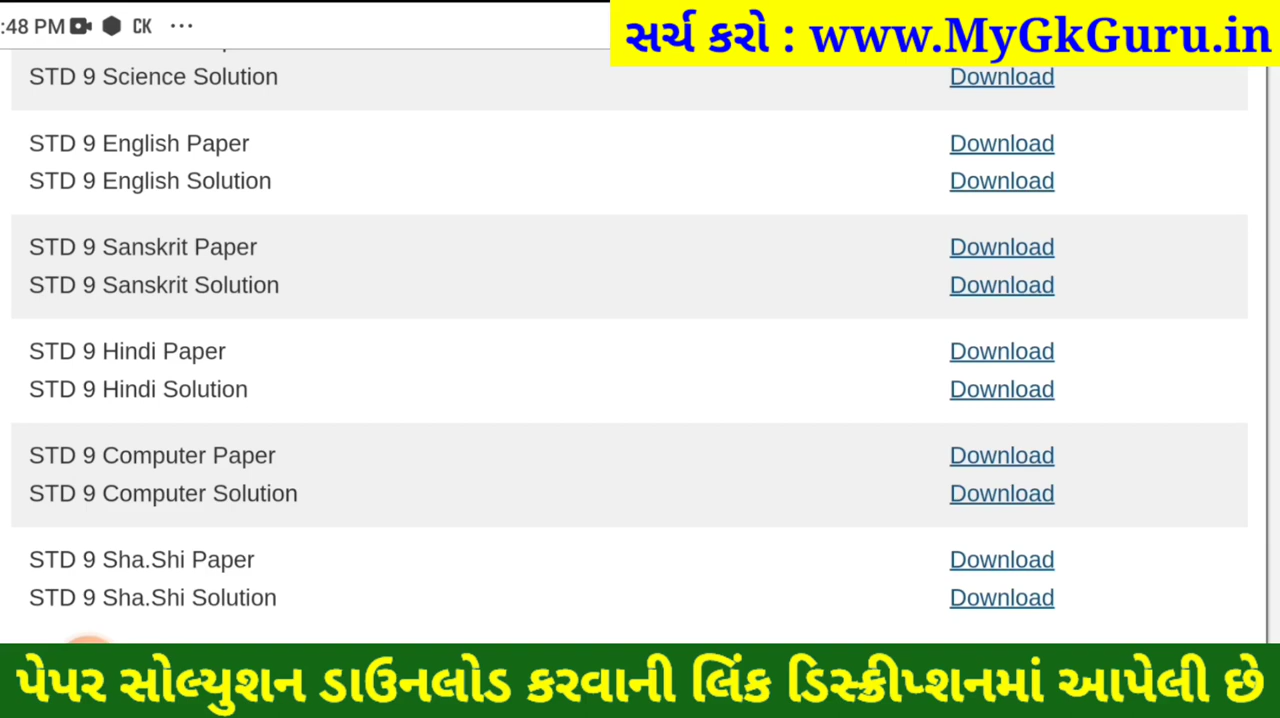 :48 PM CK ...
સર્ચ કરો : www.MyGkGuru.in
STD 9 Science Solution Download
STD 9 English Paper Download
STD 9 English Solution Download
STD 9 Sanskrit Paper Download
STD 9 Sanskrit Solution Download
STD 9 Hindi Paper Download
STD 9 Hindi Solution Download
STD 9 Computer Paper Download
STD 9 Computer Solution Download
STD 9 Sha.Shi Paper Download
STD 9 Sha.Shi Solution Download
પેપર સોલ્યુશન ડાઉનલોડ કરવાની લિંક ડિસ્ક્રીપ્શનમાં આપેલી છે